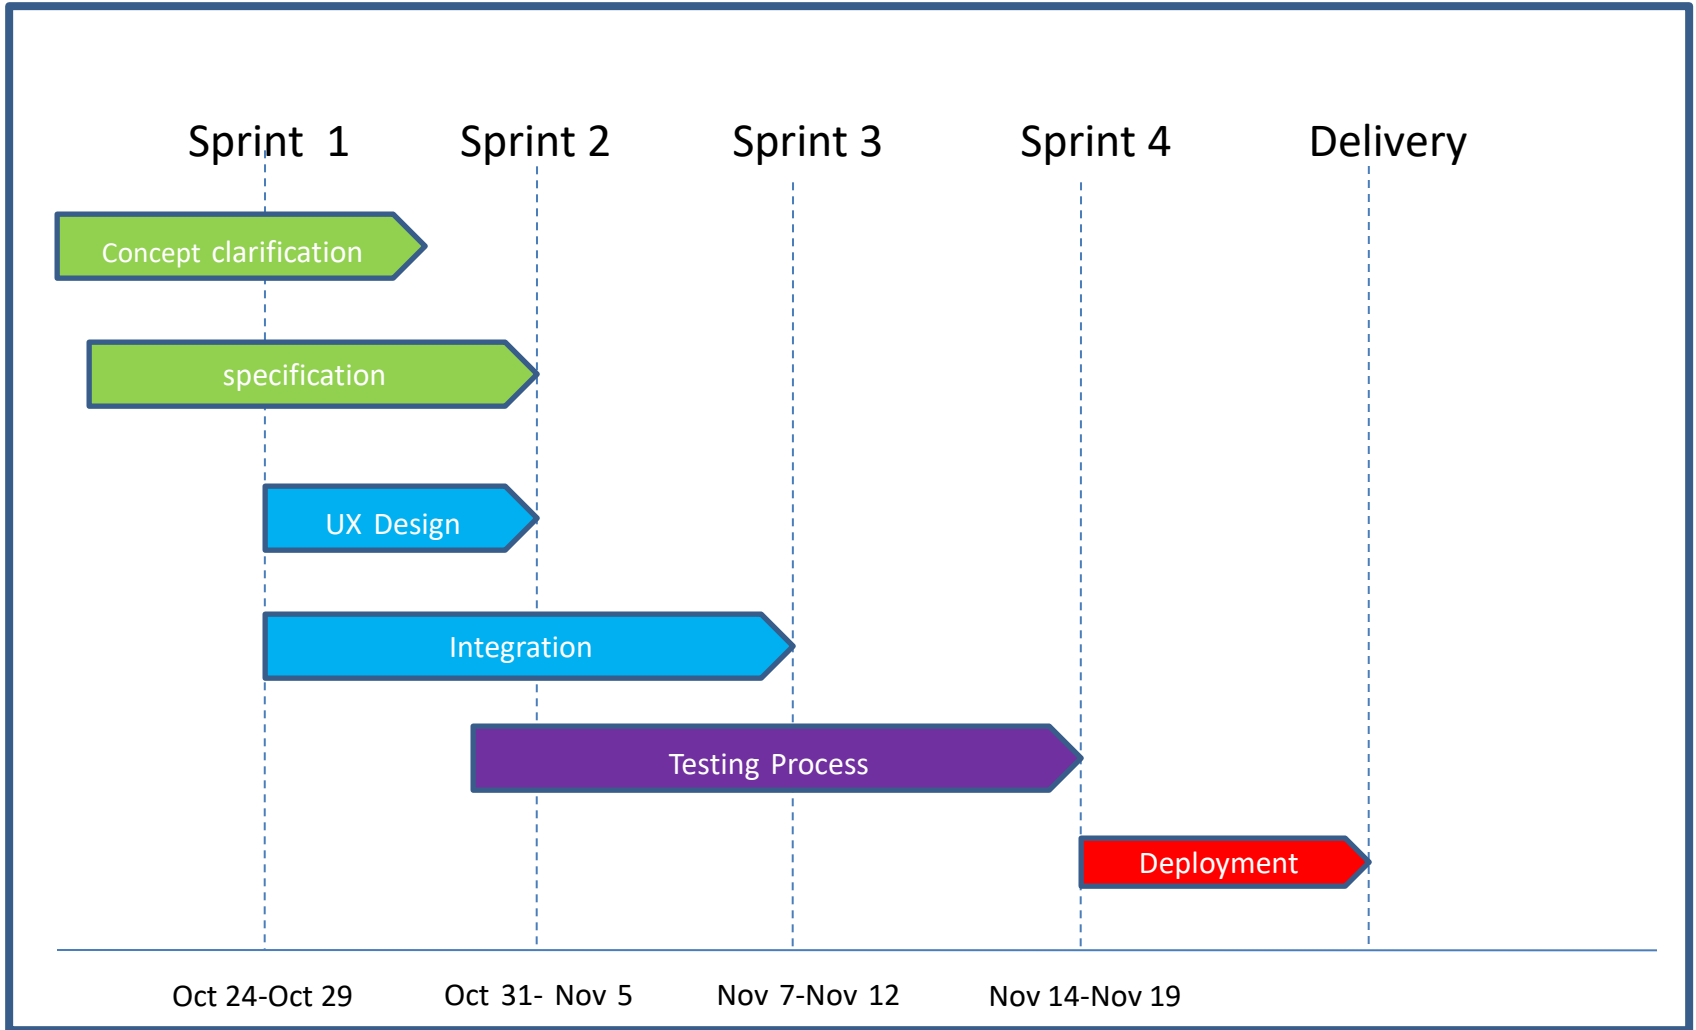 Sprint 1 Sprint 2 Sprint 3 Sprint 4 Delivery
Concept clarification
specification
UX Design
Integration
Testing Process
Deployment
Oct 24-Oct 29 Oct 31- Nov 5 Nov 7-Nov 12 Nov 14-Nov 19